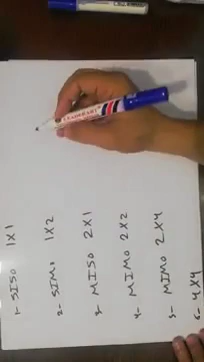 1- SISO 1X1
2- SIMO 1X2
3- MISO 2X1
4- MIMO 2X2
5- MIMO 2X4
6- 4X4